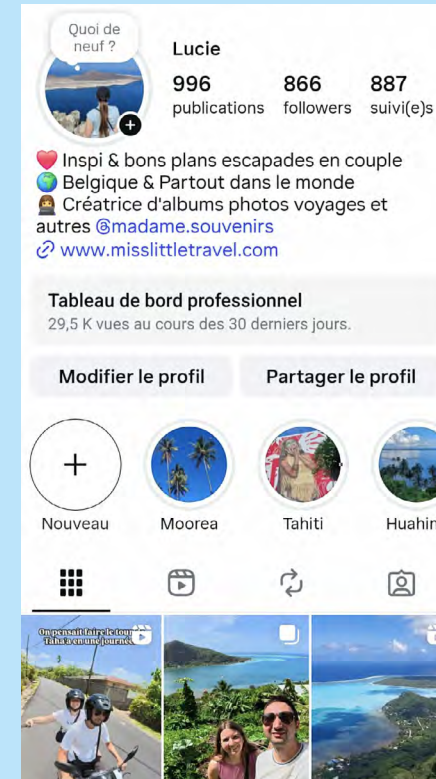 Quoi de
neuf ?
Lucie
996 866 887
publications followers suivi(e)s
❤️ Inspi & bons plans escapades en couple
🌍 Belgique & Partout dans le monde
👩‍💻 Créatrice d'albums photos voyages et
autres @madame.souvenirs
www.misslittletravel.com
Tableau de bord professionnel
29,5 K vues au cours des 30 derniers jours.
Modifier le profil Partager le profil
Nouveau Moorea Tahiti Huahin
On pensait faire le tour
Taha'a en une journée